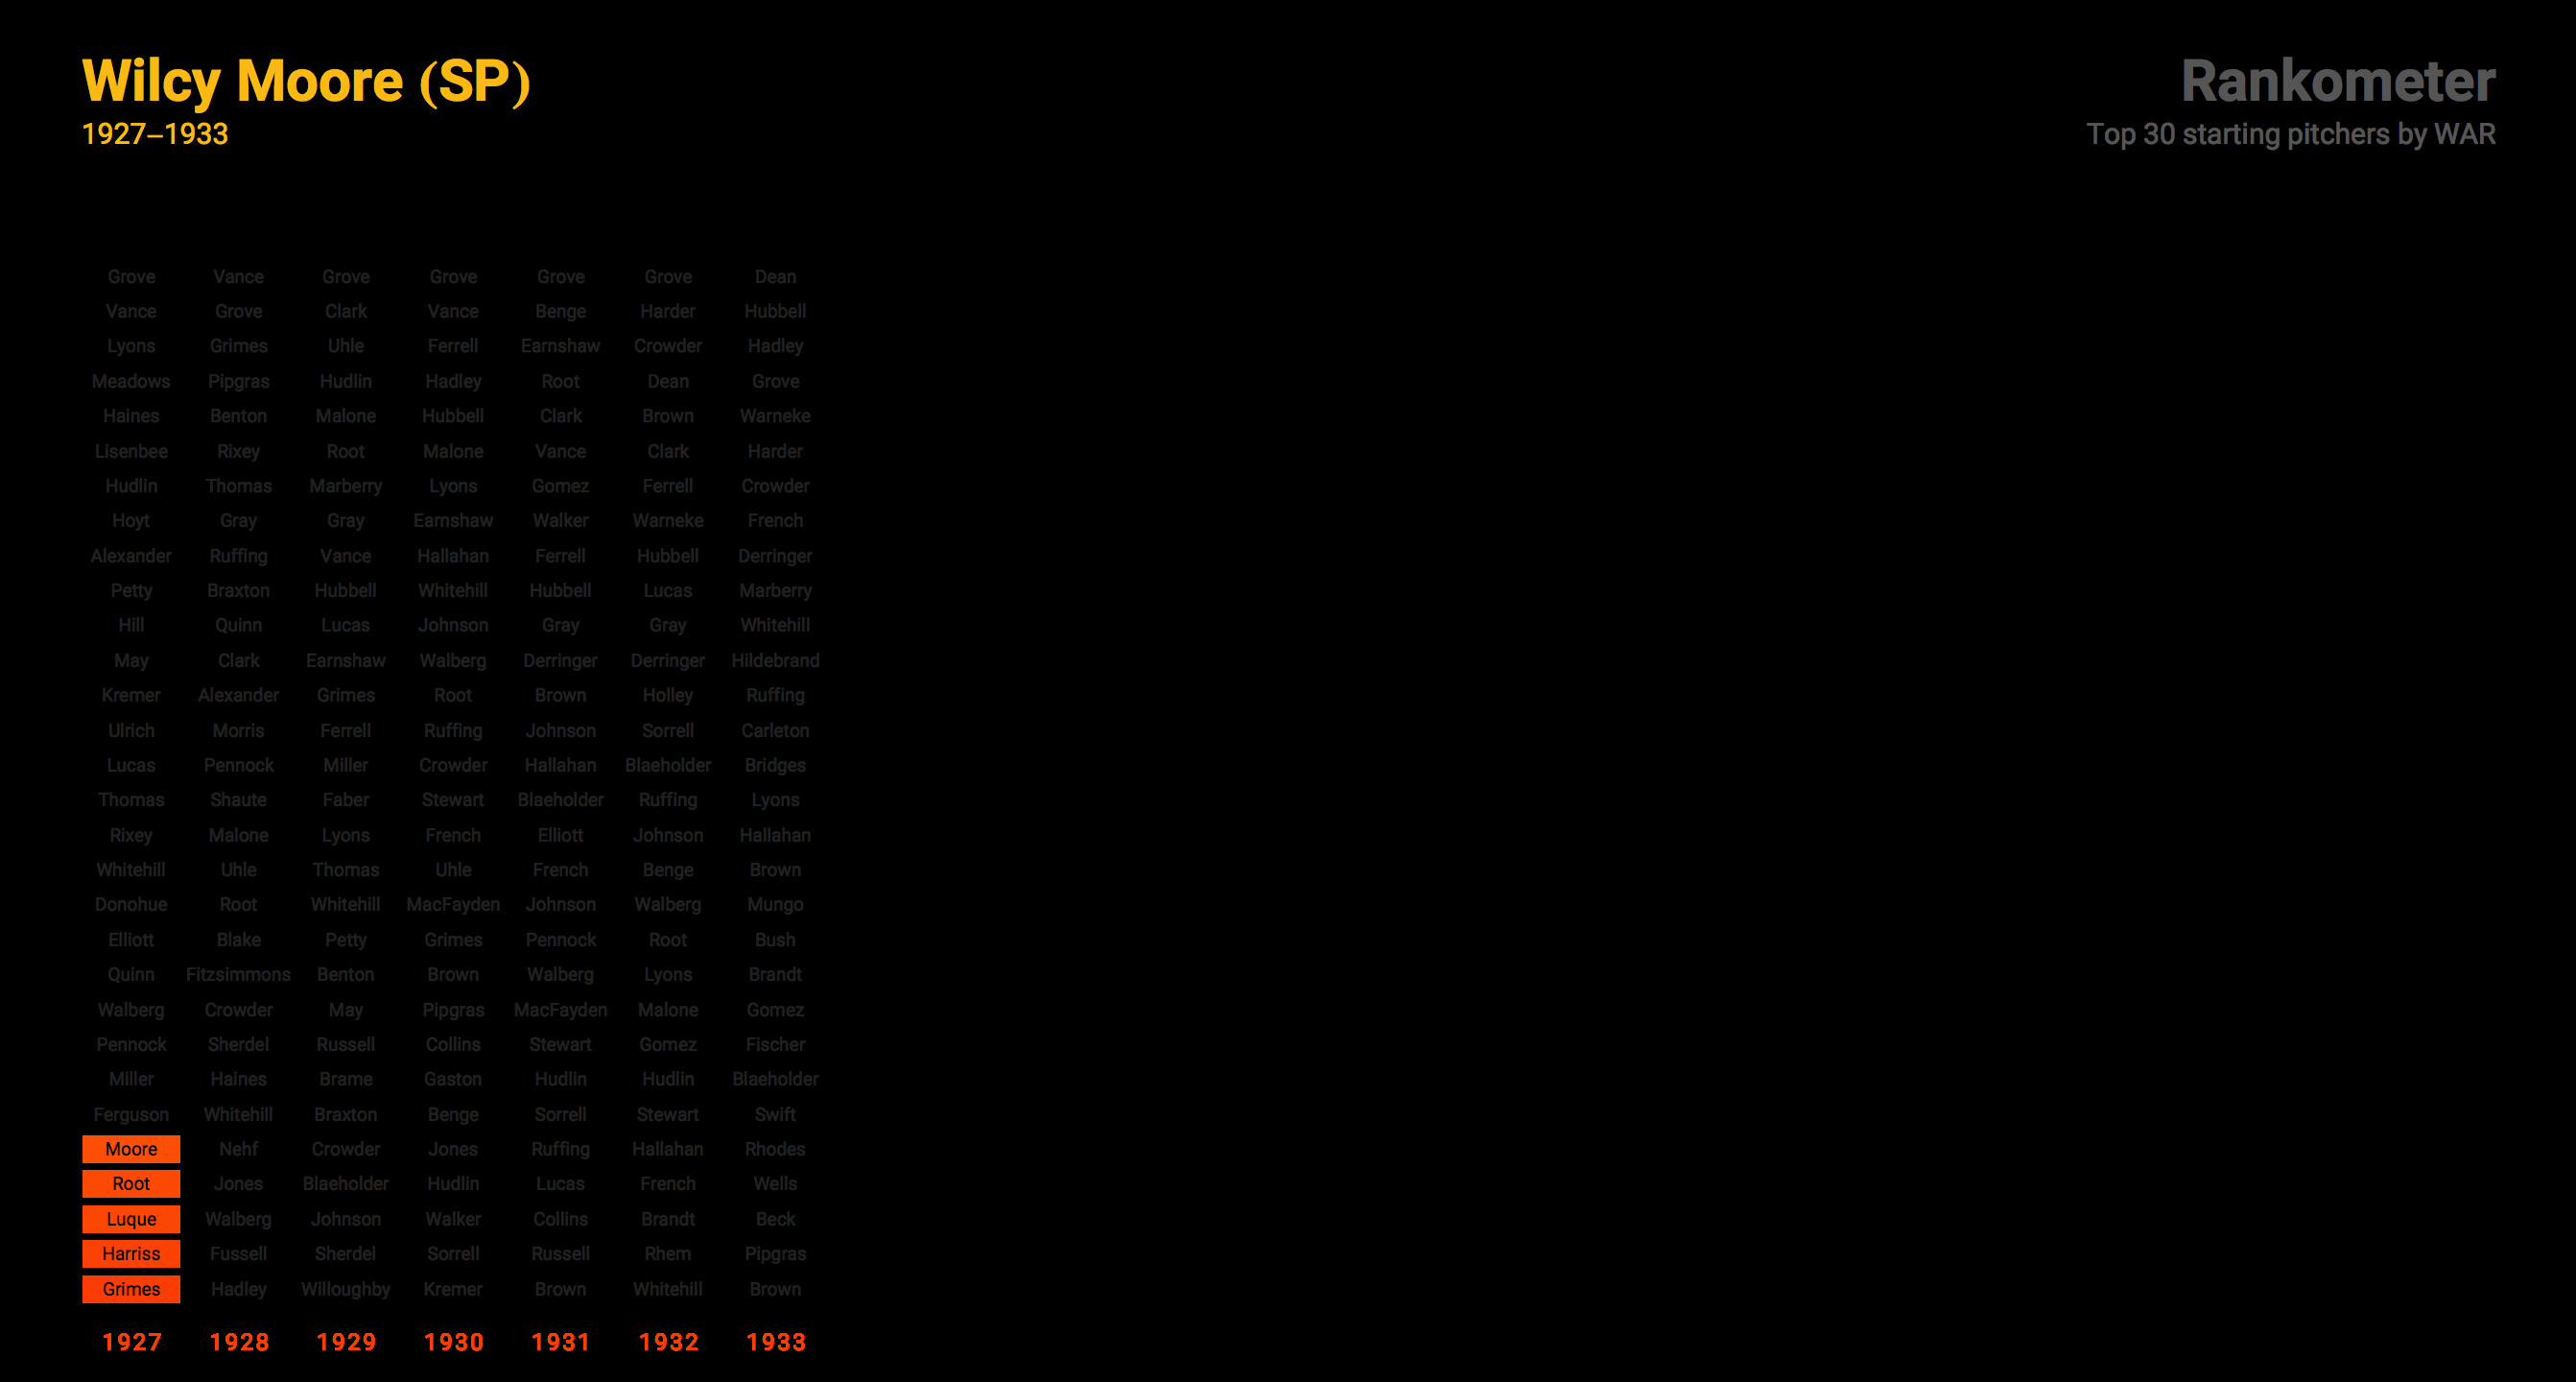 Wilcy Moore (SP)
1927–1933
Rankometer
Top 30 starting pitchers by WAR
Grove Vance Grove Grove Grove Grove Dean
Vance Grove Clark Vance Benge Harder Hubbell
Lyons Grimes Uhle Ferrell Earnshaw Crowder Hadley
Meadows Pipgras Hudlin Hadley Root Dean Grove
Haines Benton Malone Hubbell Clark Brown Warneke
Lisenbee Rixey Root Malone Vance Clark Harder
Hudlin Thomas Marberry Lyons Gomez Ferrell Crowder
Hoyt Gray Gray Earnshaw Walker Warneke French
Alexander Ruffing Vance Hallahan Ferrell Hubbell Derringer
Petty Braxton Hubbell Whitehill Hubbell Lucas Marberry
Hill Quinn Lucas Johnson Gray Gray Whitehill
May Clark Earnshaw Walberg Derringer Derringer Hildebrand
Kremer Alexander Grimes Root Brown Holley Ruffing
Ulrich Morris Ferrell Ruffing Johnson Sorrell Carleton
Lucas Pennock Miller Crowder Hallahan Blaeholder Bridges
Thomas Shaute Faber Stewart Blaeholder Ruffing Lyons
Rixey Malone Lyons French Elliott Johnson Hallahan
Whitehill Uhle Thomas Uhle French Benge Brown
Donohue Root Whitehill MacFayden Johnson Walberg Mungo
Elliott Blake Petty Grimes Pennock Root Bush
Quinn Fitzsimmons Benton Brown Walberg Lyons Brandt
Walberg Crowder May Pipgras MacFayden Malone Gomez
Pennock Sherdel Russell Collins Stewart Gomez Fischer
Miller Haines Brame Gaston Hudlin Hudlin Blaeholder
Ferguson Whitehill Braxton Benge Sorrell Stewart Swift
Moore Nehf Crowder Jones Ruffing Hallahan Rhodes
Root Jones Blaeholder Hudlin Lucas French Wells
Luque Walberg Johnson Walker Collins Brandt Beck
Harriss Fussell Sherdel Sorrell Russell Rhem Pipgras
Grimes Hadley Willoughby Kremer Brown Whitehill Brown
1927 1928 1929 1930 1931 1932 1933